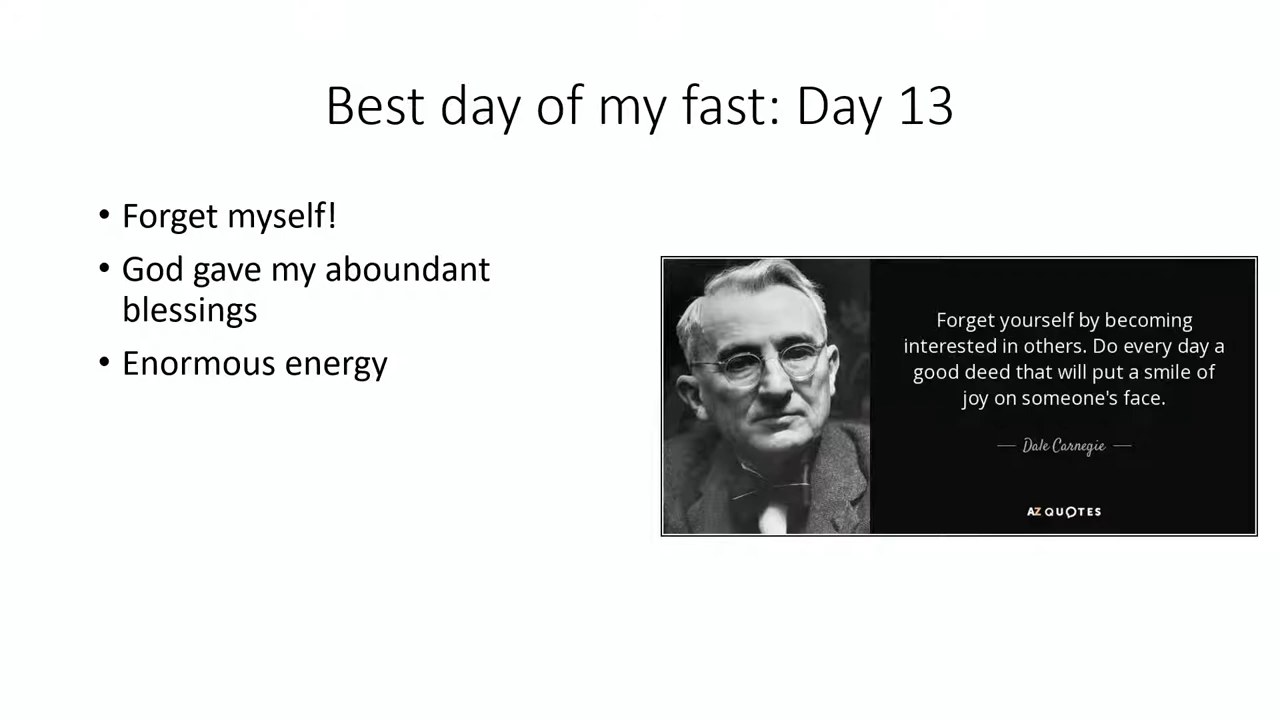 Best day of my fast: Day 13
• Forget myself!
• God gave my aboundant
blessings
• Enormous energy
Forget yourself by becoming
interested in others. Do every day a
good deed that will put a smile of
joy on someone's face.
— Dale Carnegie —
AZ QUOTES